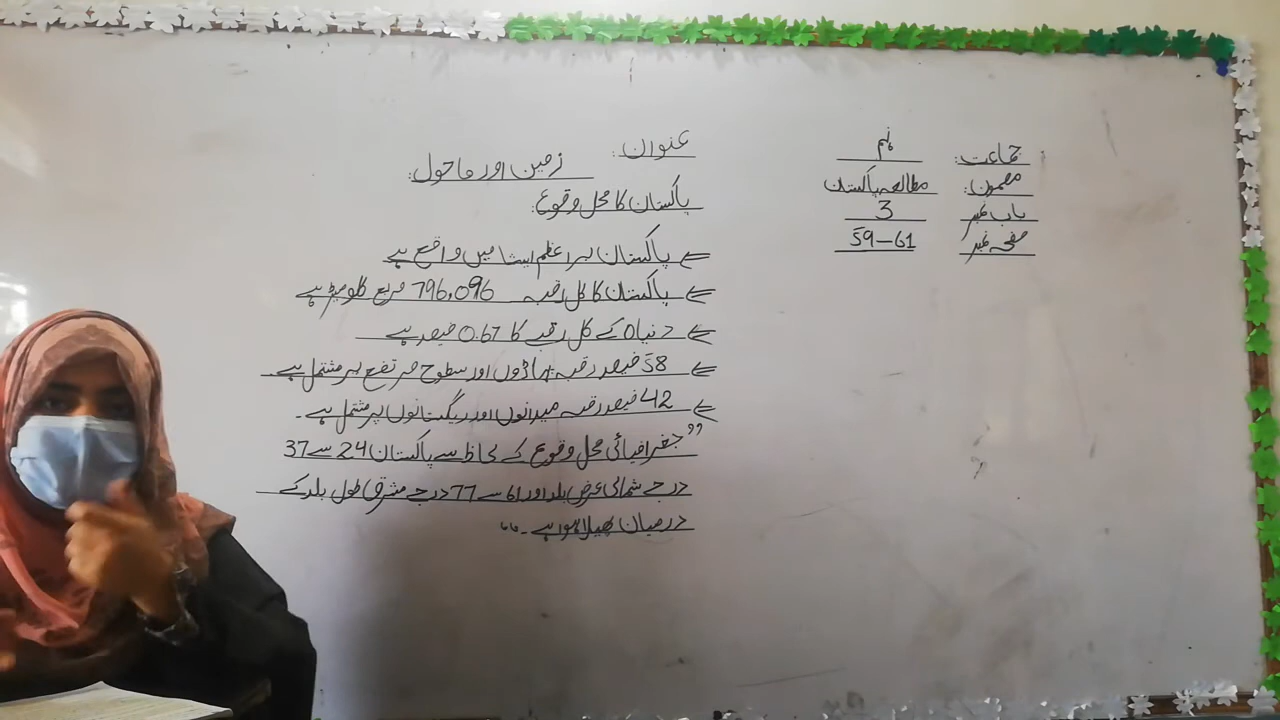 جماعت: نہم
مضمون: مطالعہ پاکستان
باب نمبر 3
صفحہ نمبر 59-61
عنوان: زمین اور ماحول:
پاکستان کا محل وقوع:
پاکستان براعظم ایشا میں واقع ہے
پاکستان کا کل رقبہ 796,096 مربع کلومیٹر ہے
دنیا کے کل رقبے کا 0.67 فیصد ہے
58 فیصد رقبہ پہاڑوں اور سطوح مرتفع پر مشتمل ہے۔
42 فیصد رقبہ میدانوں اور ریگستانوں پر مشتمل ہے۔
”جغرافیائی محل وقوع کے لحاظ سے پاکستان 24 سے 37
درجے شمالی عرض بلد اور 61 سے 77 درجے مشرقی طول بلد کے
درمیان پھیلا ہوا ہے۔“